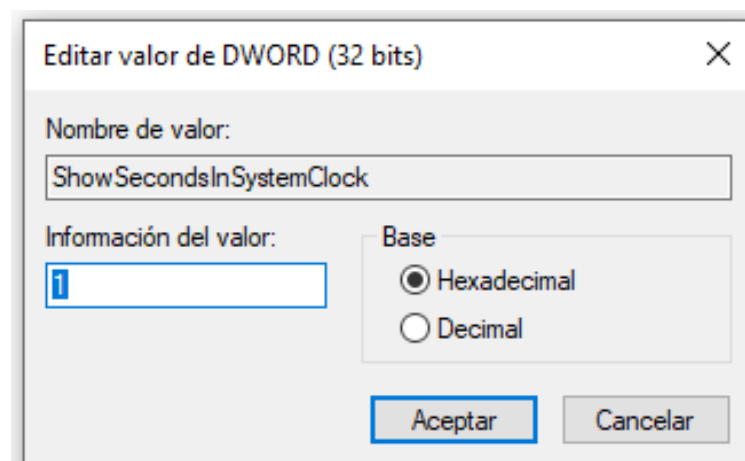 Editar valor de DWORD (32 bits)
Nombre de valor:
ShowSecondsInSystemClock
Información del valor:
1
Base
Hexadecimal
Decimal
Aceptar
Cancelar